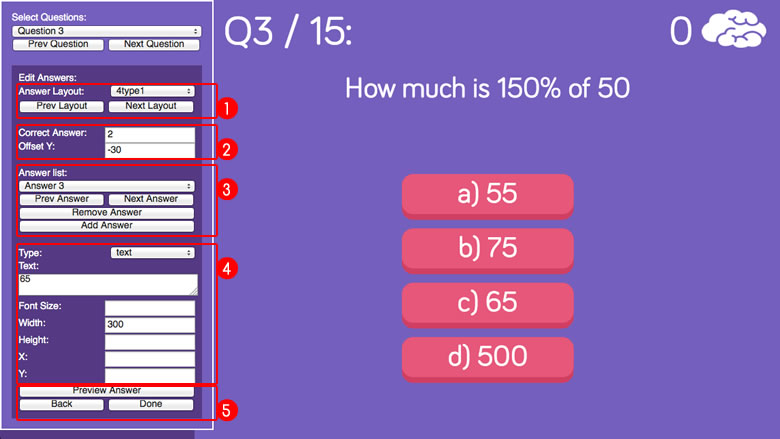 Select Questions:
Question 3
Prev Question Next Question
Edit Answers:
Answer Layout: 4type1
Prev Layout Next Layout
1
Correct Answer: 2
Offset Y: -30
2
Answer list:
Answer 3
Prev Answer Next Answer
Remove Answer
Add Answer
3
Type: text
Text:
65
Font Size:
Width: 300
Height:
X:
Y:
4
Preview Answer
Back Done
5
Q3 / 15:
0
How much is 150% of 50
a) 55
b) 75
c) 65
d) 500